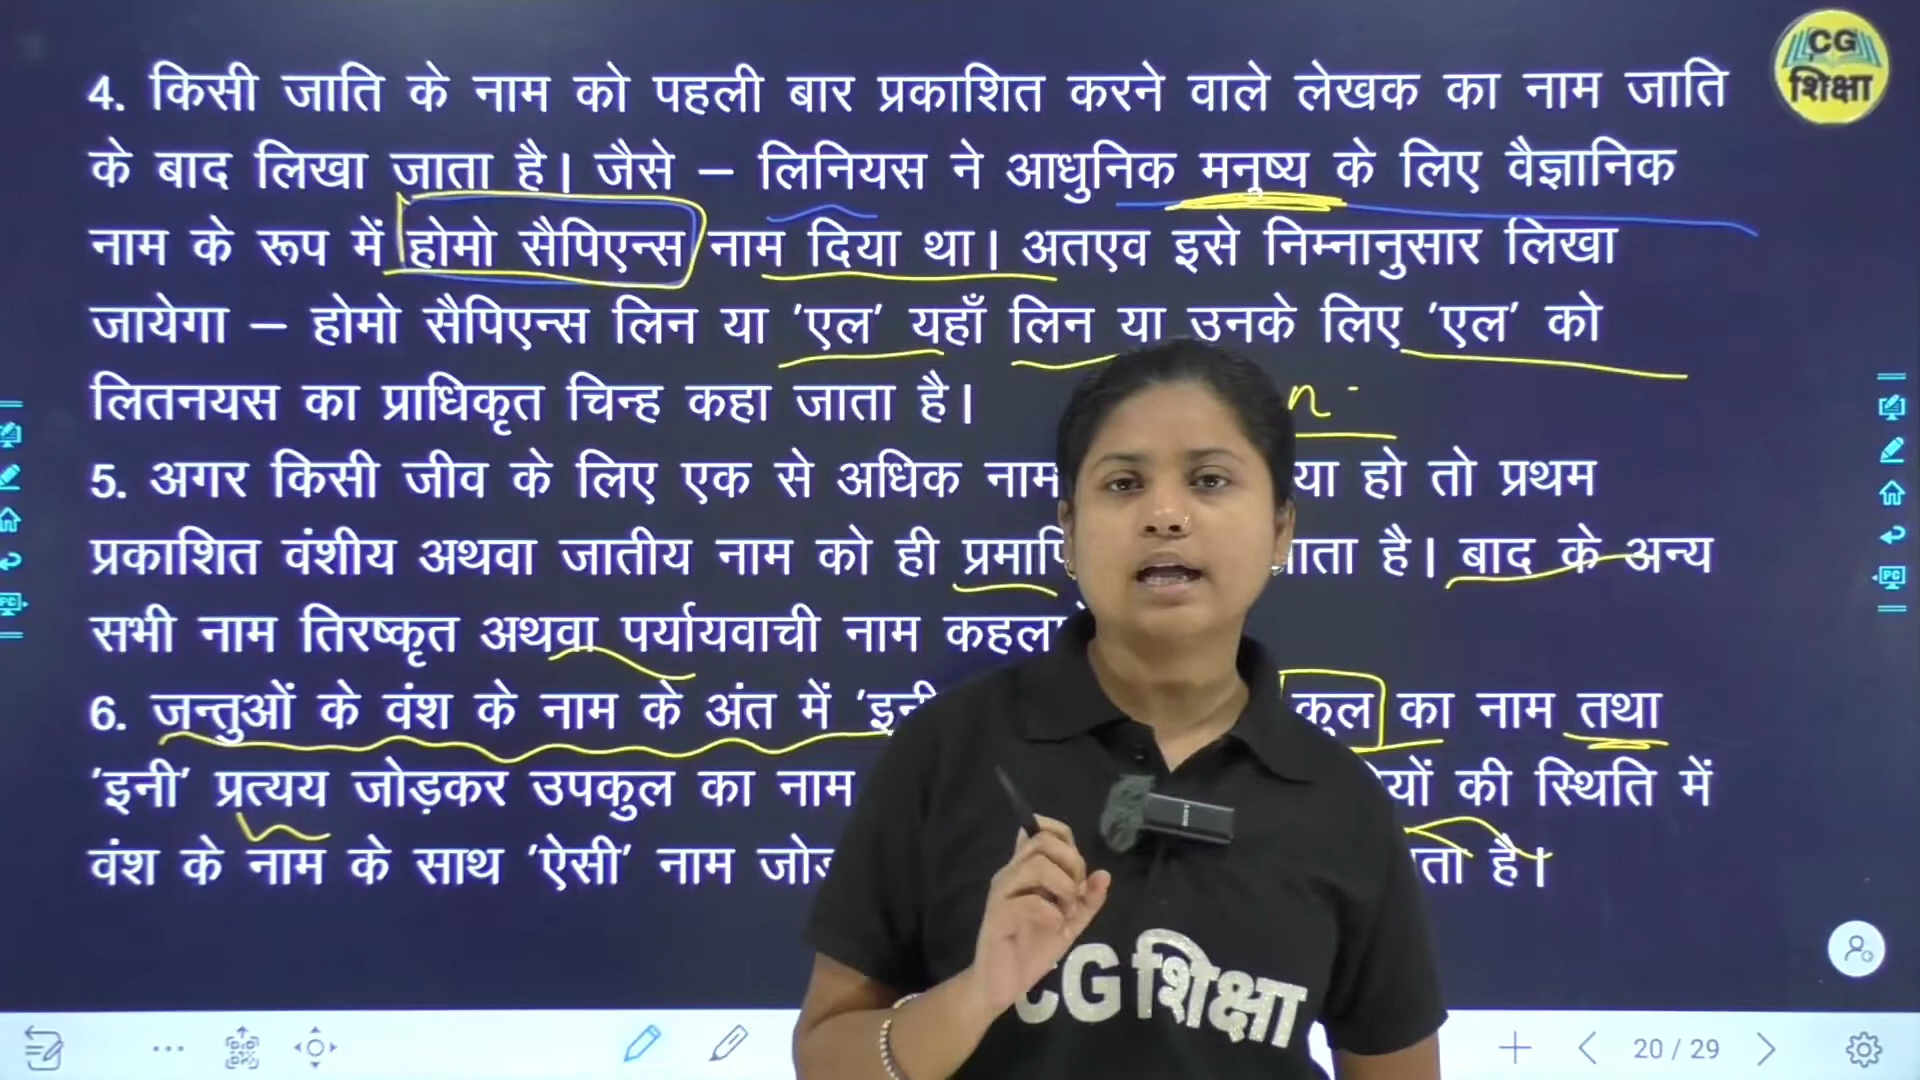 CG
शिक्षा
4. किसी जाति के नाम को पहली बार प्रकाशित करने वाले लेखक का नाम जाति
के बाद लिखा जाता है। जैसे – लिनियस ने आधुनिक मनुष्य के लिए वैज्ञानिक
नाम के रूप में होमो सैपिएन्स नाम दिया था। अतएव इसे निम्नानुसार लिखा
जायेगा – होमो सैपिएन्स लिन या 'एल' यहाँ लिन या उनके लिए 'एल' को
लितनयस का प्राधिकृत चिन्ह कहा जाता है।
5. अगर किसी जीव के लिए एक से अधिक नाम हो तो प्रथम
प्रकाशित वंशीय अथवा जातीय नाम को ही है। बाद के अन्य
सभी नाम तिरष्कृत अथवा पर्यायवाची नाम
6. जन्तुओं के वंश के नाम के अंत में कुल का नाम तथा
'इनी' प्रत्यय जोड़कर उपकुल का नाम की स्थिति में
वंश के नाम के साथ 'ऐसी' नाम है।
CG शिक्षा
20 / 29